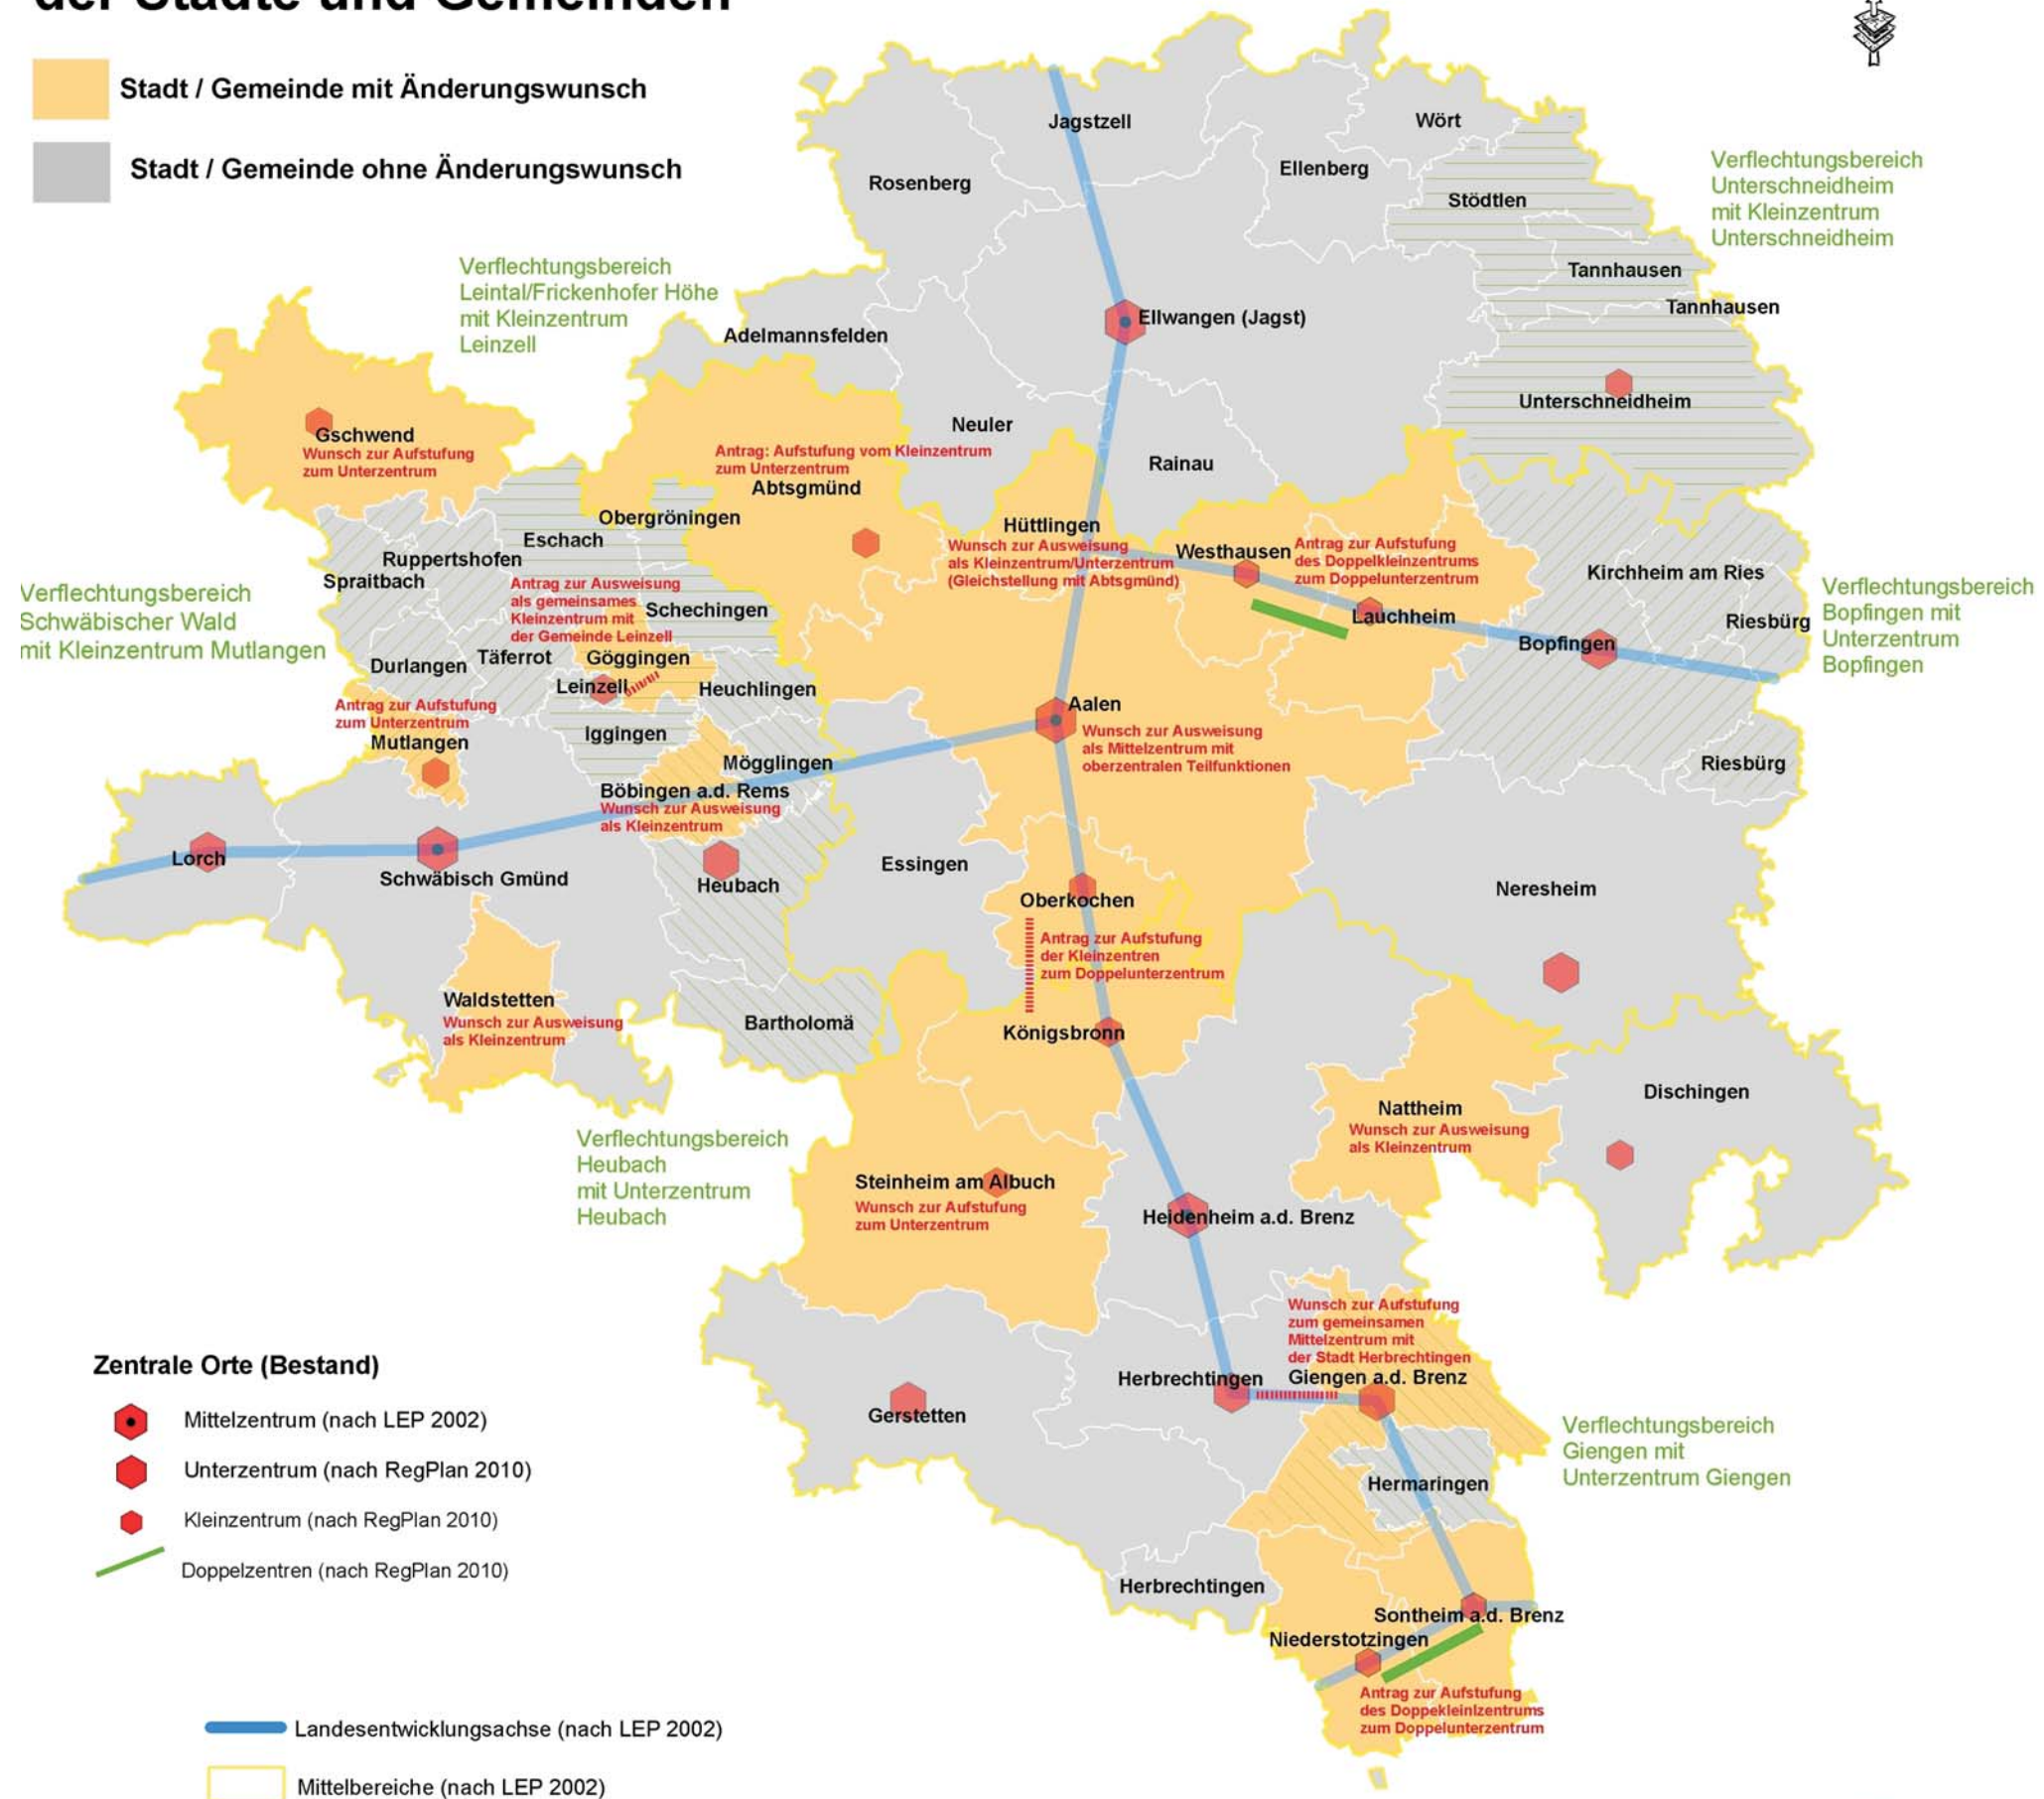 der Städte und Gemeinden
Stadt / Gemeinde mit Änderungswunsch
Stadt / Gemeinde ohne Änderungswunsch
Jagstzell
Wört
Rosenberg
Ellenberg
Stödtlen
Verflechtungsbereich
Unterschneidheim
mit Kleinzentrum
Unterschneidheim
Tannhausen
Tannhausen
Verflechtungsbereich
Leintal/Frickenhofer Höhe
mit Kleinzentrum
Leinzell
Adelmannsfelden
Ellwangen (Jagst)
Unterschneidheim
Gschwend
Wunsch zur Aufstufung
zum Unterzentrum
Neuler
Rainau
Antrag: Aufstufung vom Kleinzentrum
zum Unterzentrum
Abtsgmünd
Obergröningen
Eschach
Hüttlingen
Wunsch zur Ausweisung
als Kleinzentrum/Unterzentrum
(Gleichstellung mit Abtsgmünd)
Westhausen
Antrag zur Aufstufung
des Doppelkleinzentrums
zum Doppelunterzentrum
Lauchheim
Kirchheim am Ries
Riesbürg
Bopfingen
Verflechtungsbereich
Bopfingen mit
Unterzentrum
Bopfingen
Ruppertshofen
Spraitbach
Verflechtungsbereich
Schwäbischer Wald
mit Kleinzentrum Mutlangen
Antrag zur Ausweisung
als gemeinsames
Kleinzentrum mit
der Gemeinde Leinzell
Schechingen
Durlangen
Täferrot
Göggingen
Leinzell
Heuchlingen
Antrag zur Aufstufung
zum Unterzentrum
Mutlangen
Iggingen
Mögglingen
Böbingen a.d. Rems
Wunsch zur Ausweisung
als Kleinzentrum
Aalen
Wunsch zur Ausweisung
als Mittelzentrum mit
oberzentralen Teilfunktionen
Riesbürg
Lorch
Schwäbisch Gmünd
Heubach
Essingen
Oberkochen
Antrag zur Aufstufung
der Kleinzentren
zum Doppelunterzentrum
Neresheim
Waldstetten
Wunsch zur Ausweisung
als Kleinzentrum
Bartholomä
Königsbronn
Nattheim
Wunsch zur Ausweisung
als Kleinzentrum
Dischingen
Verflechtungsbereich
Heubach
mit Unterzentrum
Heubach
Steinheim am Albuch
Wunsch zur Aufstufung
zum Unterzentrum
Heidenheim a.d. Brenz
Wunsch zur Aufstufung
zum gemeinsamen
Mittelzentrum mit
der Stadt Herbrechtingen
Herbrechtingen
Giengen a.d. Brenz
Gerstetten
Verflechtungsbereich
Giengen mit
Unterzentrum Giengen
Hermaringen
Herbrechtingen
Sontheim a.d. Brenz
Niederstotzingen
Antrag zur Aufstufung
des Doppekleinlzentrums
zum Doppelunterzentrum
Zentrale Orte (Bestand)
Mittelzentrum (nach LEP 2002)
Unterzentrum (nach RegPlan 2010)
Kleinzentrum (nach RegPlan 2010)
Doppelzentren (nach RegPlan 2010)
Landesentwicklungsachse (nach LEP 2002)
Mittelbereiche (nach LEP 2002)